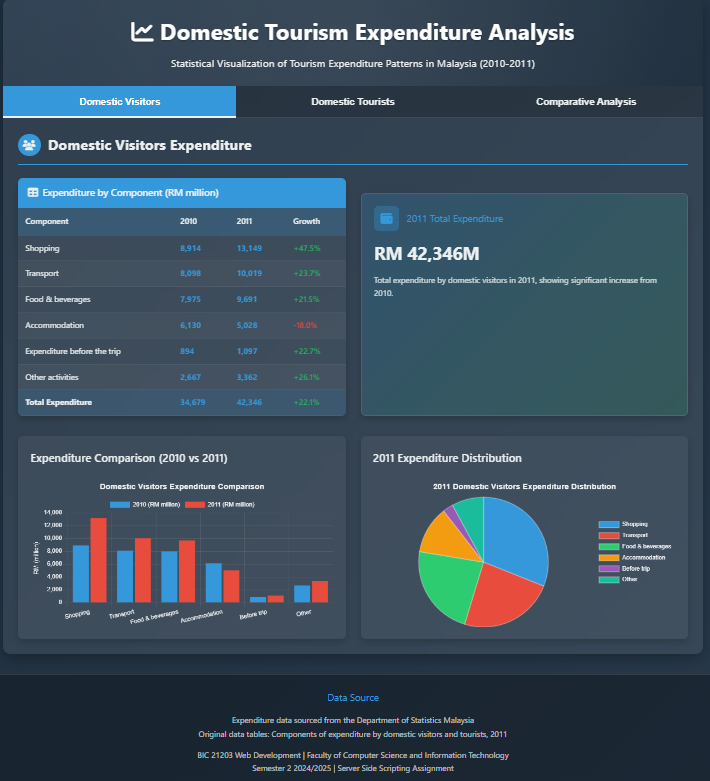 Domestic Tourism Expenditure Analysis
Statistical Visualization of Tourism Expenditure Patterns in Malaysia (2010-2011)
Domestic Visitors Domestic Tourists Comparative Analysis
Domestic Visitors Expenditure
Expenditure by Component (RM million)
Component 2010 2011 Growth
Shopping 8,914 13,149 +47.5%
Transport 8,098 10,019 +23.7%
Food & beverages 7,975 9,691 +21.5%
Accommodation 6,130 5,028 -18.0%
Expenditure before the trip 894 1,097 +22.7%
Other activities 2,667 3,362 +26.1%
Total Expenditure 34,679 42,346 +22.1%
2011 Total Expenditure
RM 42,346M
Total expenditure by domestic visitors in 2011, showing significant increase from
2010.
Expenditure Comparison (2010 vs 2011)
Domestic Visitors Expenditure Comparison
2010 (RM million) 2011 (RM million)
RM (million)
14,000
12,000
10,000
8,000
6,000
4,000
2,000
0
Shopping Transport Food & beverages Accommodation Before trip Other
2011 Expenditure Distribution
2011 Domestic Visitors Expenditure Distribution
Shopping
Transport
Food & beverages
Accommodation
Before trip
Other
Data Source
Expenditure data sourced from the Department of Statistics Malaysia
Original data tables: Components of expenditure by domestic visitors and tourists, 2011
BIC 21203 Web Development | Faculty of Computer Science and Information Technology
Semester 2 2024/2025 | Server Side Scripting Assignment